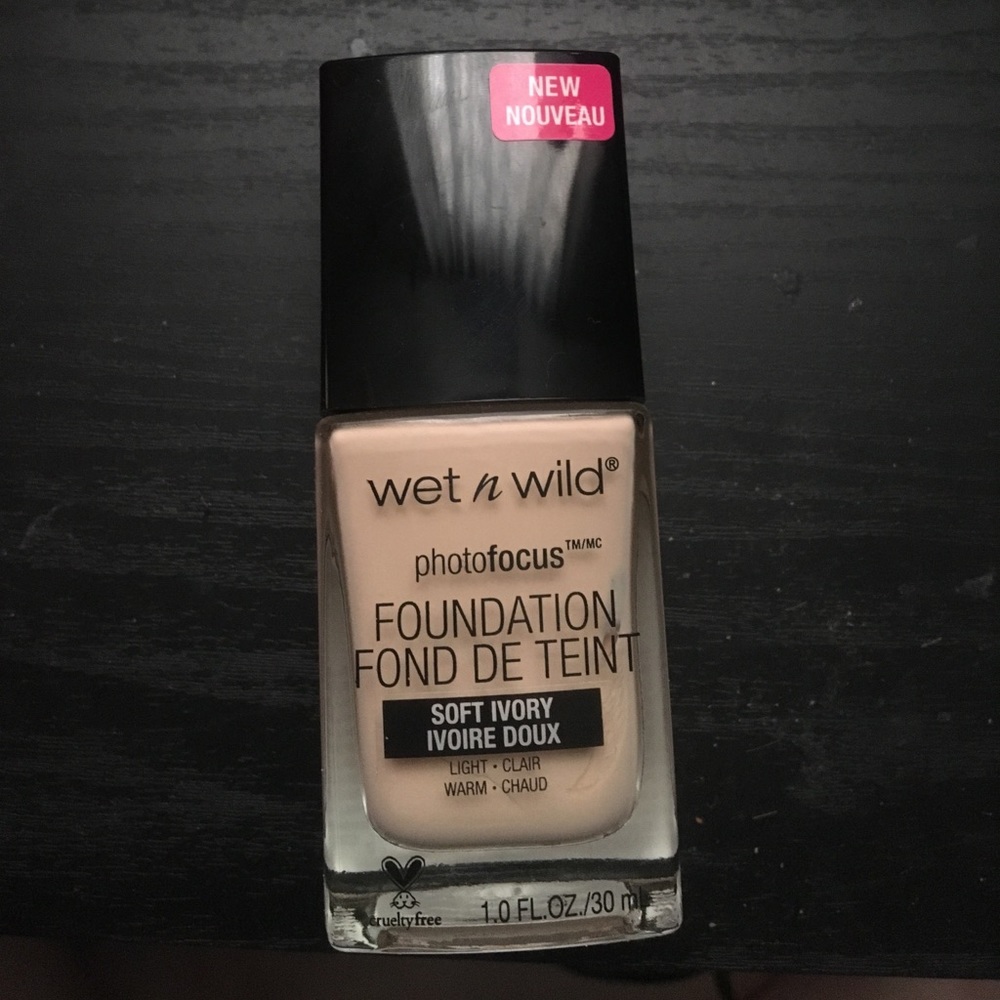 NEW
NOUVEAU
wet n wild®
photofocus™/MC
FOUNDATION
FOND DE TEINT
SOFT IVORY
IVOIRE DOUX
LIGHT • CLAIR
WARM • CHAUD
crueltyfree
1.0 FL.OZ./30 mL